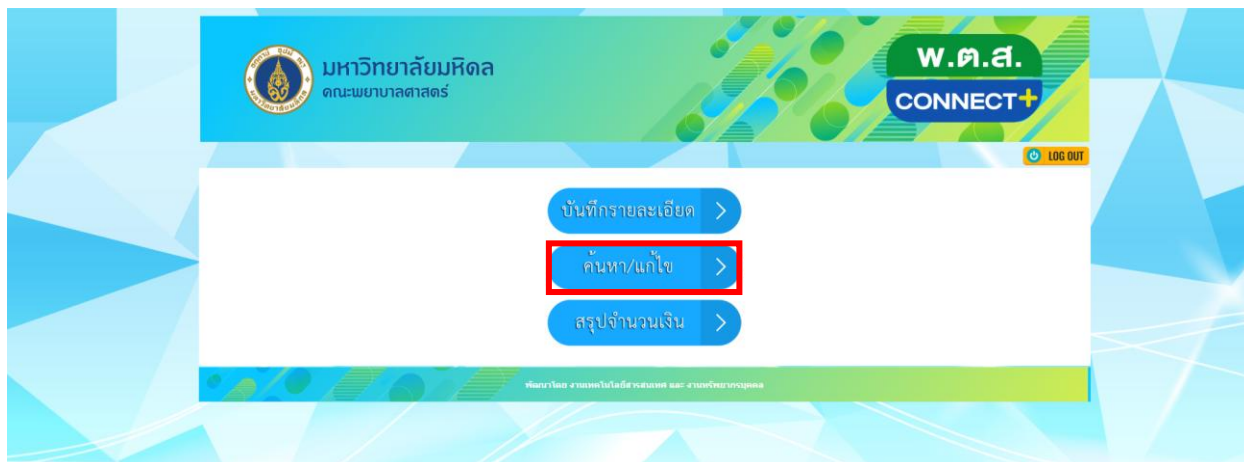 มหาวิทยาลัยมหิดล
คณะพยาบาลศาสตร์
พ.ต.ส.
CONNECT+
LOG OUT
บันทึกรายละเอียด
ค้นหา/แก้ไข
สรุปจำนวนเงิน
พัฒนาโดย งานเทคโนโลยีสารสนเทศ และ งานทรัพยากรบุคคล